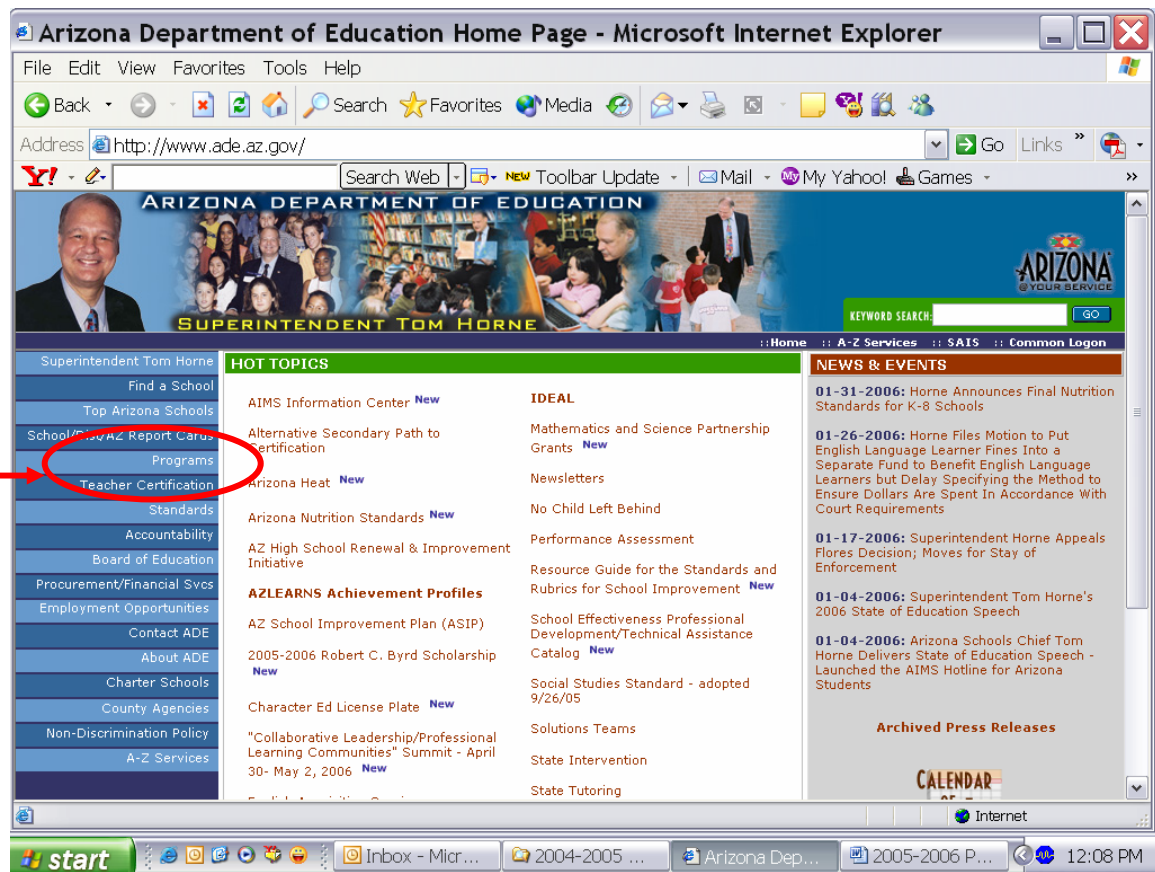 Arizona Department of Education Home Page - Microsoft Internet Explorer
File Edit View Favorites Tools Help
Back Search Favorites Media
Address http://www.ade.az.gov/ Go Links »
Y! Search Web NEW Toolbar Update Mail My Yahoo! Games »
ARIZONA DEPARTMENT OF EDUCATION
SUPERINTENDENT TOM HORNE
ARIZONA
@ YOUR SERVICE
KEYWORD SEARCH: GO
::Home :: A-Z Services :: SAIS :: Common Logon
Superintendent Tom Horne
Find a School
Top Arizona Schools
School/Dist/AZ Report Cards
Programs
Teacher Certification
Standards
Accountability
Board of Education
Procurement/Financial Svcs
Employment Opportunities
Contact ADE
About ADE
Charter Schools
County Agencies
Non-Discrimination Policy
A-Z Services
HOT TOPICS
AIMS Information Center New
Alternative Secondary Path to
Certification
Arizona Heat New
Arizona Nutrition Standards New
AZ High School Renewal & Improvement
Initiative
AZLEARNS Achievement Profiles
AZ School Improvement Plan (ASIP)
2005-2006 Robert C. Byrd Scholarship
New
Character Ed License Plate New
"Collaborative Leadership/Professional
Learning Communities" Summit - April
30- May 2, 2006 New
IDEAL
Mathematics and Science Partnership
Grants New
Newsletters
No Child Left Behind
Performance Assessment
Resource Guide for the Standards and
Rubrics for School Improvement New
School Effectiveness Professional
Development/Technical Assistance
Catalog New
Social Studies Standard - adopted
9/26/05
Solutions Teams
State Intervention
State Tutoring
NEWS & EVENTS
01-31-2006: Horne Announces Final Nutrition
Standards for K-8 Schools
01-26-2006: Horne Files Motion to Put
English Language Learner Fines Into a
Separate Fund to Benefit English Language
Learners but Delay Specifying the Method to
Ensure Dollars Are Spent In Accordance With
Court Requirements
01-17-2006: Superintendent Horne Appeals
Flores Decision; Moves for Stay of
Enforcement
01-04-2006: Superintendent Tom Horne's
2006 State of Education Speech
01-04-2006: Arizona Schools Chief Tom
Horne Delivers State of Education Speech -
Launched the AIMS Hotline for Arizona
Students
Archived Press Releases
CALENDAR
Internet
start Inbox - Micr... 2004-2005 ... Arizona Dep... 2005-2006 P... 12:08 PM